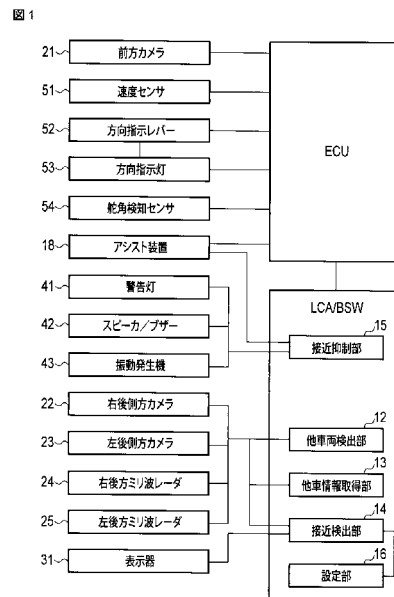 図1
21 前方カメラ
51 速度センサ
52 方向指示レバー
53 方向指示灯
54 舵角検知センサ
18 アシスト装置
41 警告灯
42 スピーカ／ブザー
43 振動発生機
22 右後側方カメラ
23 左後側方カメラ
24 右後方ミリ波レーダ
25 左後方ミリ波レーダ
31 表示器
ECU
LCA/BSW
15
接近抑制部
12
他車両検出部
13
他車情報取得部
14
接近検出部
16
設定部